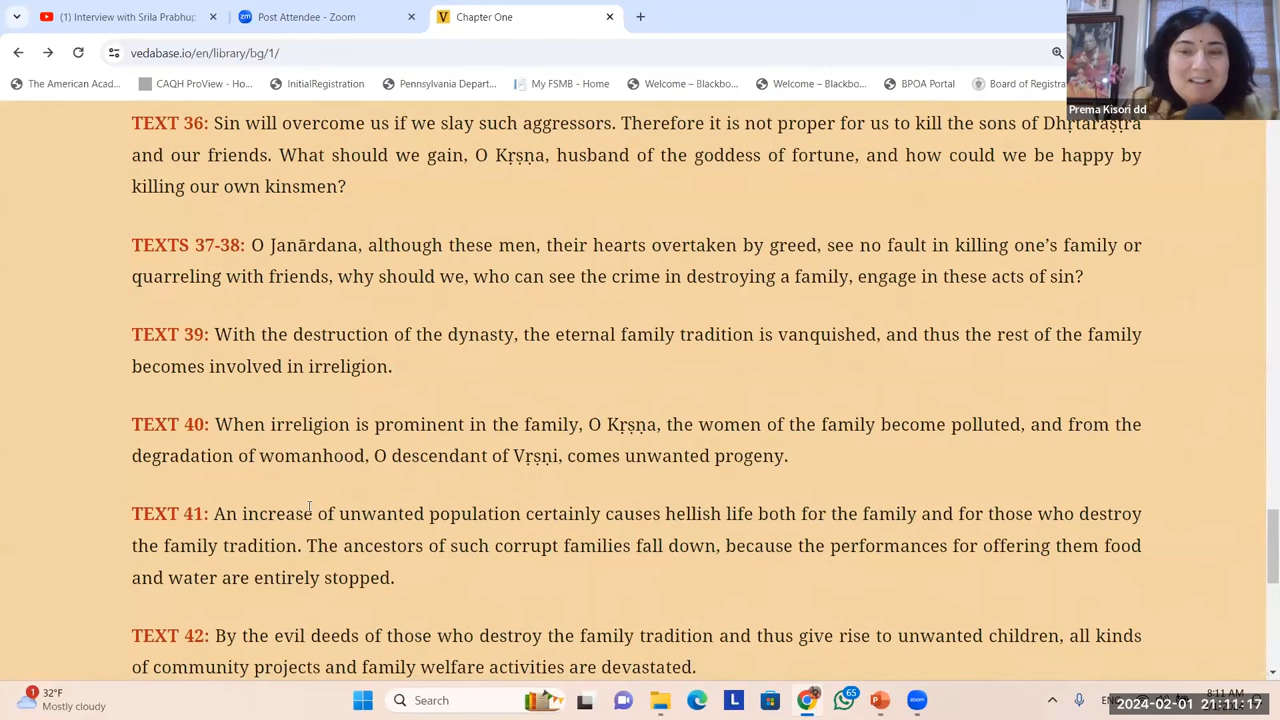 (1) Interview with Srila Prabhup
Post Attendee - Zoom
Chapter One
vedabase.io/en/library/bg/1/
The American Acad...
CAQH ProView - Ho...
InitialRegistration
Pennsylvania Depart...
My FSMB - Home
Welcome – Blackbo...
Welcome – Blackbo...
BPOA Portal
Board of Registra
Prema Kisori dd
TEXT 36: Sin will overcome us if we slay such aggressors. Therefore it is not proper for us to kill the sons of Dhṛtarāṣṭra
and our friends. What should we gain, O Kṛṣṇa, husband of the goddess of fortune, and how could we be happy by
killing our own kinsmen?
TEXTS 37-38: O Janārdana, although these men, their hearts overtaken by greed, see no fault in killing one’s family or
quarreling with friends, why should we, who can see the crime in destroying a family, engage in these acts of sin?
TEXT 39: With the destruction of the dynasty, the eternal family tradition is vanquished, and thus the rest of the family
becomes involved in irreligion.
TEXT 40: When irreligion is prominent in the family, O Kṛṣṇa, the women of the family become polluted, and from the
degradation of womanhood, O descendant of Vṛṣṇi, comes unwanted progeny.
TEXT 41: An increase of unwanted population certainly causes hellish life both for the family and for those who destroy
the family tradition. The ancestors of such corrupt families fall down, because the performances for offering them food
and water are entirely stopped.
TEXT 42: By the evil deeds of those who destroy the family tradition and thus give rise to unwanted children, all kinds
of community projects and family welfare activities are devastated.
1
32°F
Mostly cloudy
Search
65
8:11 AM
2024-02-01 21:11:17